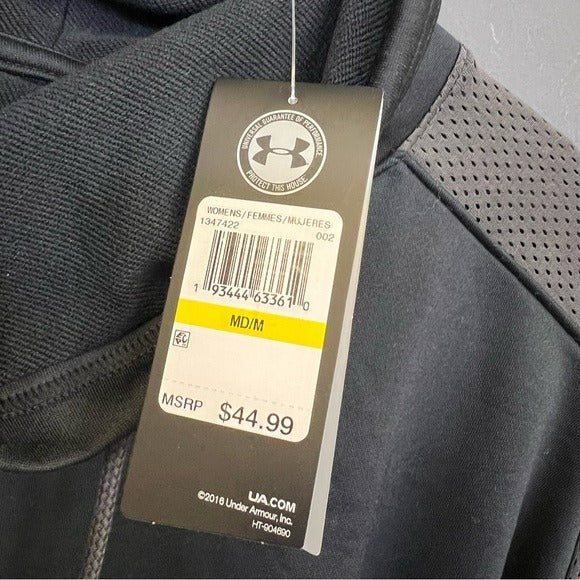 UNIVERSAL GUARANTEE OF PERFORMANCE
PROTECT THIS HOUSE
WOMENS/FEMMES/MUJERES
1347422 002
1 93444 63361 0
MD/M
MSRP $44.99
UA.COM
©2016 Under Armour, Inc.
HT-904690